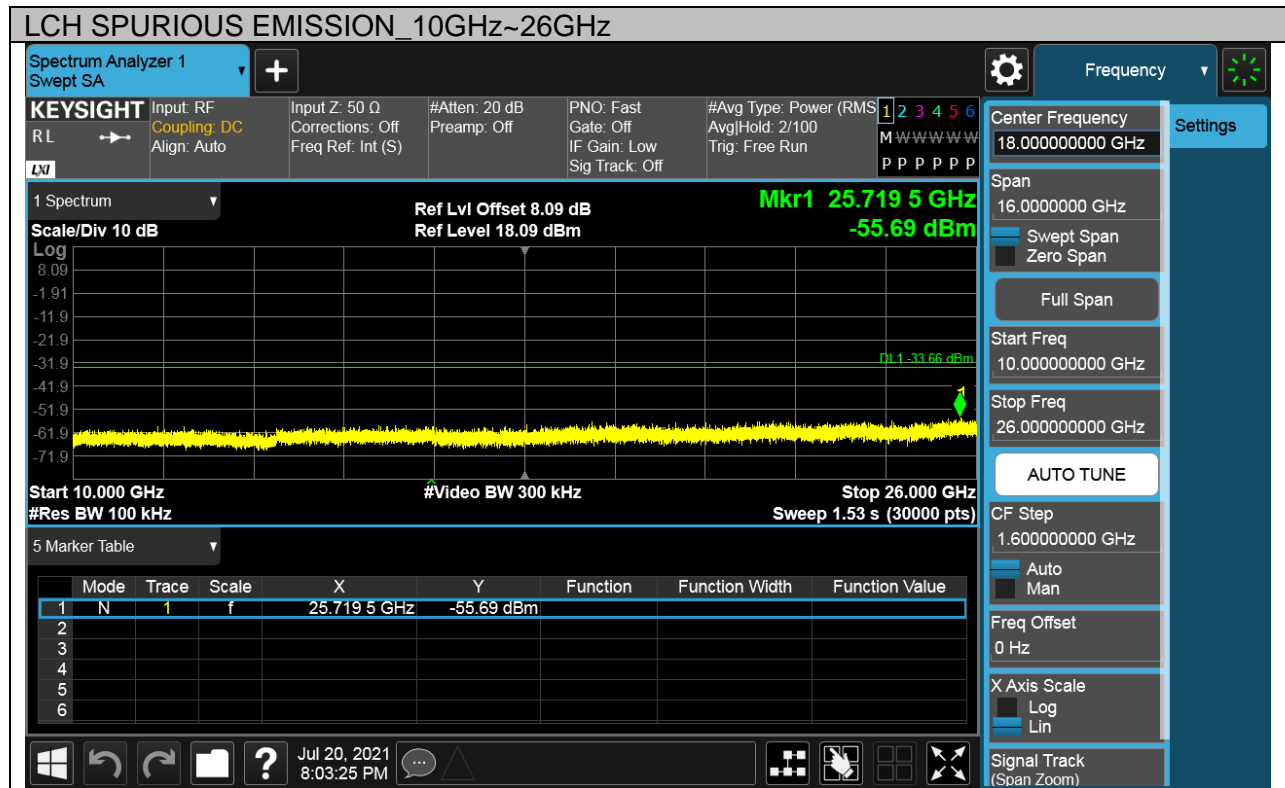 LCH SPURIOUS EMISSION_10GHz~26GHz
Spectrum Analyzer 1
Swept SA
Frequency
KEYSIGHT
RL
LXI
Input: RF
Coupling: DC
Align: Auto
Input Z: 50 Ω
Corrections: Off
Freq Ref: Int (S)
#Atten: 20 dB
Preamp: Off
PNO: Fast
Gate: Off
IF Gain: Low
Sig Track: Off
#Avg Type: Power (RMS
Avg|Hold: 2/100
Trig: Free Run
1 2 3 4 5 6
M W W W W W
P P P P P P
1 Spectrum
Scale/Div 10 dB
Ref Lvl Offset 8.09 dB
Ref Level 18.09 dBm
Mkr1 25.719 5 GHz
-55.69 dBm
Log
8.09
-1.91
-11.9
-21.9
-31.9
-41.9
-51.9
-61.9
-71.9
DL1 -33.66 dBm
1
Start 10.000 GHz
#Video BW 300 kHz
Stop 26.000 GHz
#Res BW 100 kHz
Sweep 1.53 s (30000 pts)
5 Marker Table
Mode Trace Scale X Y Function Function Width Function Value
1 N 1 f 25.719 5 GHz -55.69 dBm
2
3
4
5
6
Jul 20, 2021
8:03:25 PM
Center Frequency
18.000000000 GHz
Settings
Span
16.0000000 GHz
Swept Span
Zero Span
Full Span
Start Freq
10.000000000 GHz
Stop Freq
26.000000000 GHz
AUTO TUNE
CF Step
1.600000000 GHz
Auto
Man
Freq Offset
0 Hz
X Axis Scale
Log
Lin
Signal Track
(Span Zoom)